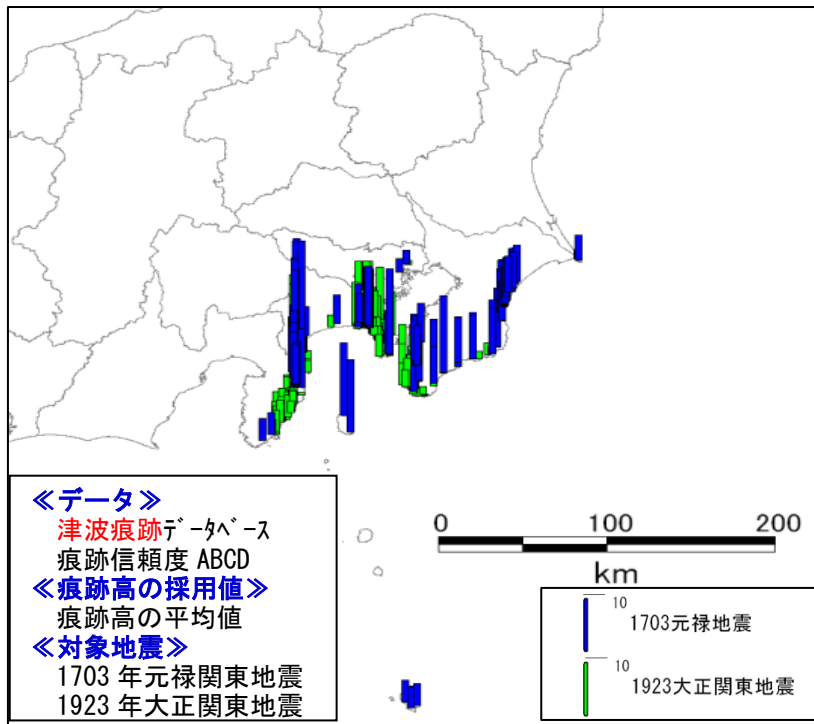 ≪データ≫
津波痕跡ﾃﾞｰﾀﾍﾞｰｽ
痕跡信頼度 ABCD
≪痕跡高の採用値≫
痕跡高の平均値
≪対象地震≫
1703 年元禄関東地震
1923 年大正関東地震
0 100 200
km
10
1703元禄地震
10
1923大正関東地震